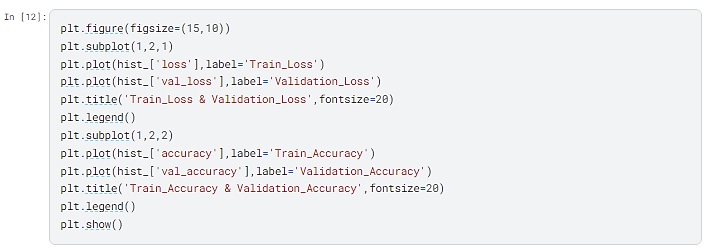 In [12]:
plt.figure(figsize=(15,10))
plt.subplot(1,2,1)
plt.plot(hist_['loss'],label='Train_Loss')
plt.plot(hist_['val_loss'],label='Validation_Loss')
plt.title('Train_Loss & Validation_Loss',fontsize=20)
plt.legend()
plt.subplot(1,2,2)
plt.plot(hist_['accuracy'],label='Train_Accuracy')
plt.plot(hist_['val_accuracy'],label='Validation_Accuracy')
plt.title('Train_Accuracy & Validation_Accuracy',fontsize=20)
plt.legend()
plt.show()